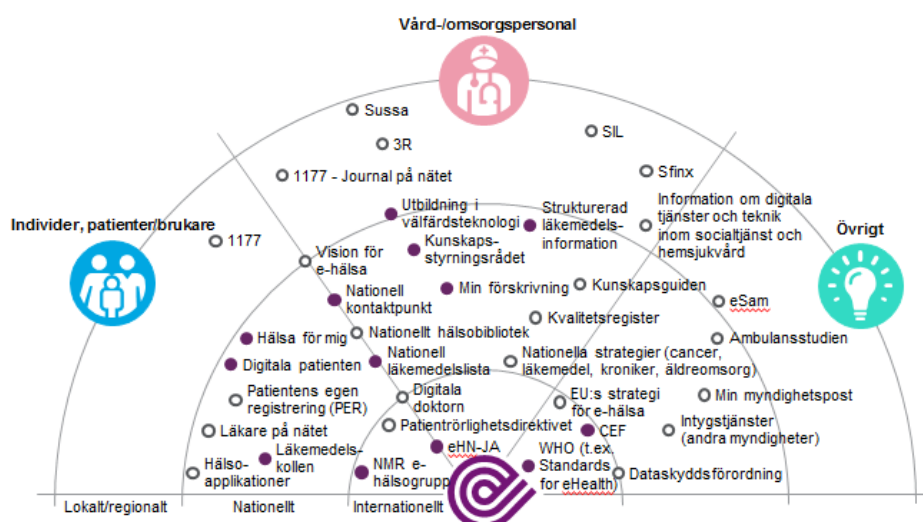 Vård-/omsorgspersonal
Sussa
SIL
3R
1177 - Journal på nätet
Sfinx
Utbildning i
välfärdsteknologi
Strukturerad
läkemedels-
information
Information om digitala
tjänster och teknik
inom socialtjänst och
hemsjukvård
Individer, patienter/brukare
Övrigt
1177
Kunskaps-
styrningsrådet
Vision för
e-hälsa
Nationell
kontaktpunkt
Min förskrivning
Kunskapsguiden
eSam
Kvalitetsregister
Hälsa för mig
Nationellt hälsobibliotek
Ambulansstudien
Digitala patienten
Nationell
läkemedelslista
Nationella strategier (cancer,
läkemedel, kroniker, äldreomsorg)
Patientens egen
registrering (PER)
Digitala
doktorn
EU:s strategi
för e-hälsa
Min myndighetspost
Läkare på nätet
Patientrörlighetsdirektivet
CEF
Intygstjänster
(andra myndigheter)
Läkemedels-
kollen
eHN-JA
WHO (t.ex.
Standards
for eHealth)
Hälso-
applikationer
NMR e-
hälsogrupp
Dataskyddsförordning
Lokalt/regionalt
Nationellt
Internationellt